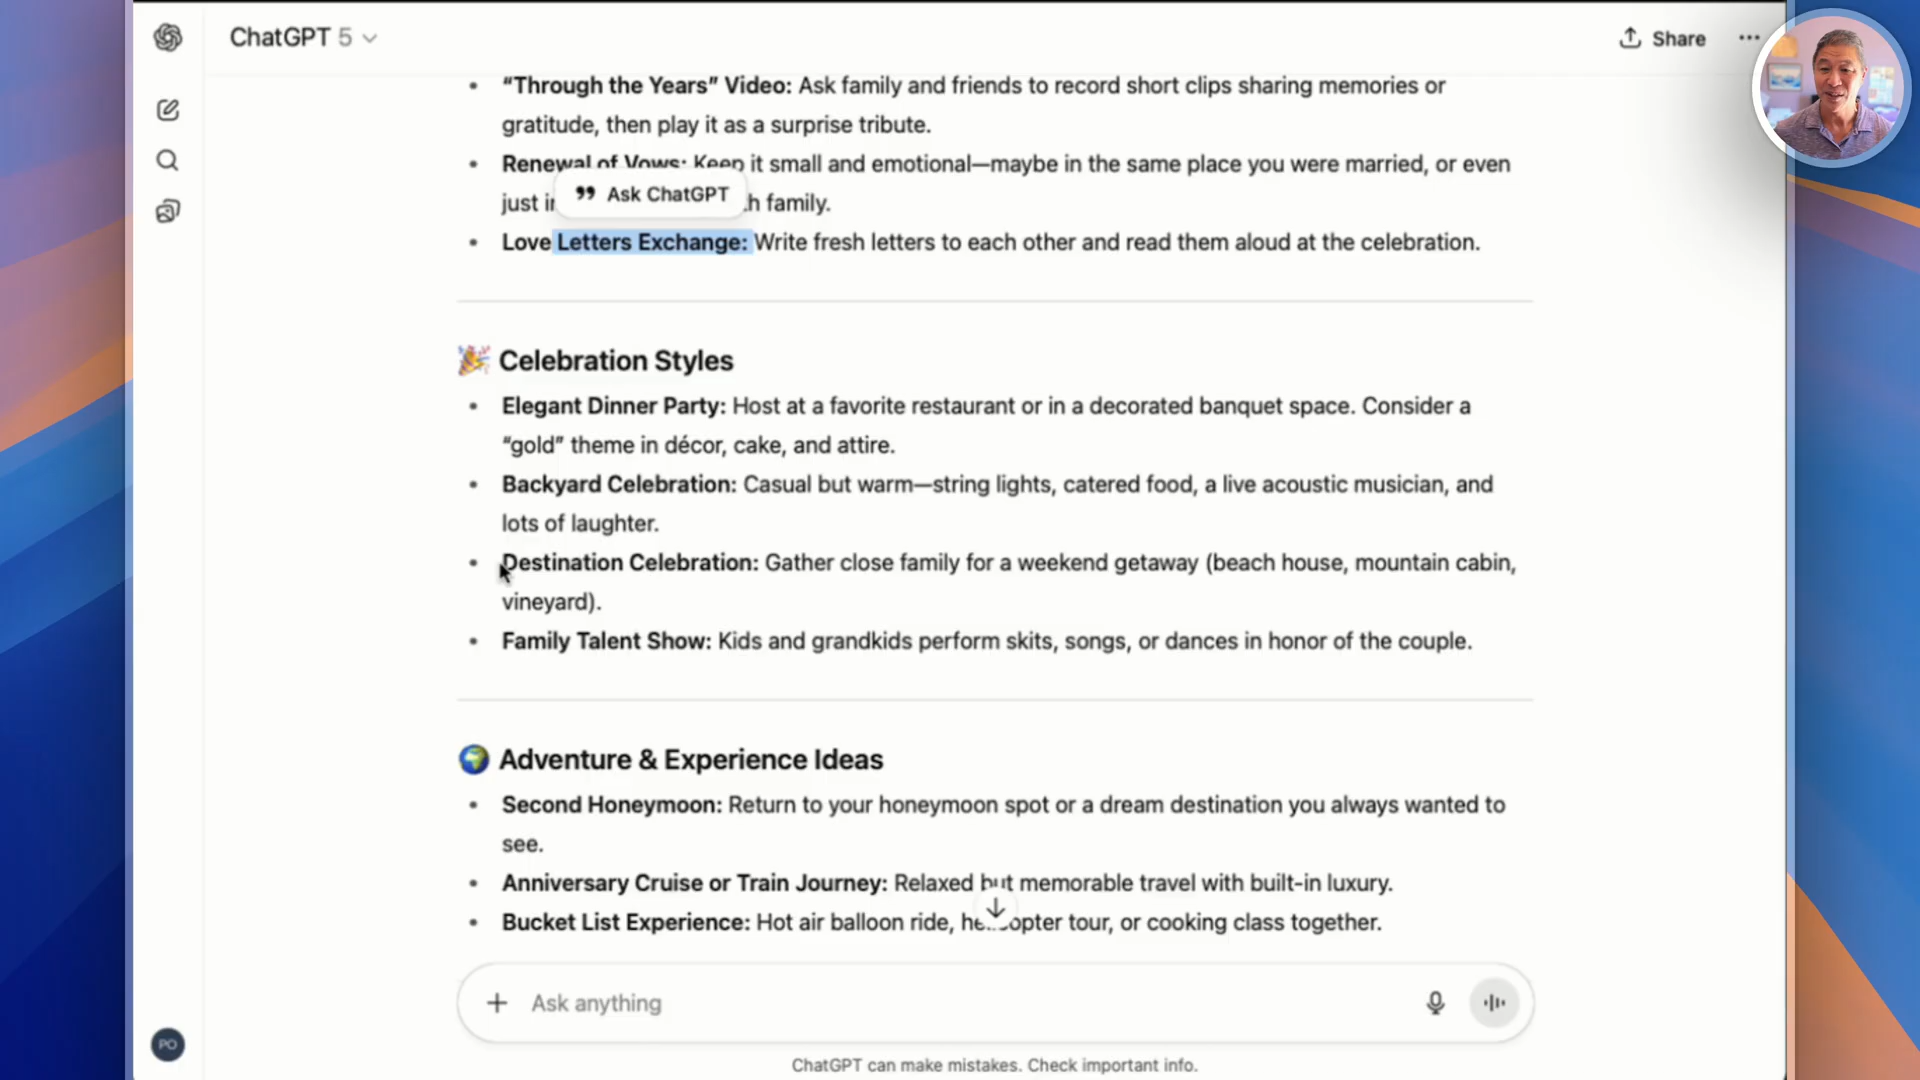 ChatGPT 5
Share
“Through the Years” Video: Ask family and friends to record short clips sharing memories or
gratitude, then play it as a surprise tribute.
Renewal of Vows: Keep it small and emotional—maybe in the same place you were married, or even
just family.
Ask ChatGPT
Love Letters Exchange: Write fresh letters to each other and read them aloud at the celebration.
🎉 Celebration Styles
Elegant Dinner Party: Host at a favorite restaurant or in a decorated banquet space. Consider a
“gold” theme in décor, cake, and attire.
Backyard Celebration: Casual but warm—string lights, catered food, a live acoustic musician, and
lots of laughter.
Destination Celebration: Gather close family for a weekend getaway (beach house, mountain cabin,
vineyard).
Family Talent Show: Kids and grandkids perform skits, songs, or dances in honor of the couple.
🌍 Adventure & Experience Ideas
Second Honeymoon: Return to your honeymoon spot or a dream destination you always wanted to
see.
Anniversary Cruise or Train Journey: Relaxed but memorable travel with built-in luxury.
Bucket List Experience: Hot air balloon ride, helicopter tour, or cooking class together.
Ask anything
PO
ChatGPT can make mistakes. Check important info.